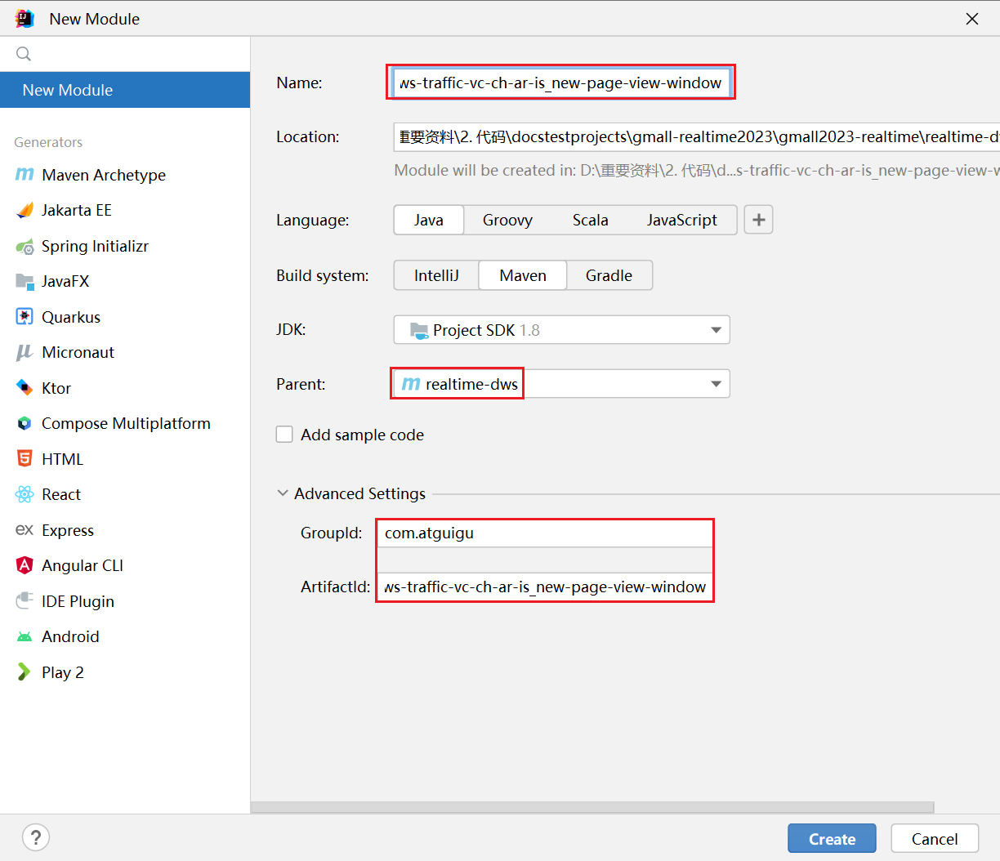 New Module
New Module
Generators
Maven Archetype
Jakarta EE
Spring Initializr
JavaFX
Quarkus
Micronaut
Ktor
Compose Multiplatform
HTML
React
Express
Angular CLI
IDE Plugin
Android
Play 2
Name: ws-traffic-vc-ch-ar-is_new-page-view-window
Location: 重要资料\2. 代码\docstestprojects\gmall-realtime2023\gmall2023-realtime\realtime-d
Module will be created in: D:\重要资料\2. 代码\d...s-traffic-vc-ch-ar-is_new-page-view-w
Language: Java Groovy Scala JavaScript +
Build system: IntelliJ Maven Gradle
JDK: Project SDK 1.8
Parent: realtime-dws
Add sample code
Advanced Settings
GroupId: com.atguigu
ArtifactId: ws-traffic-vc-ch-ar-is_new-page-view-window
? Create Cancel